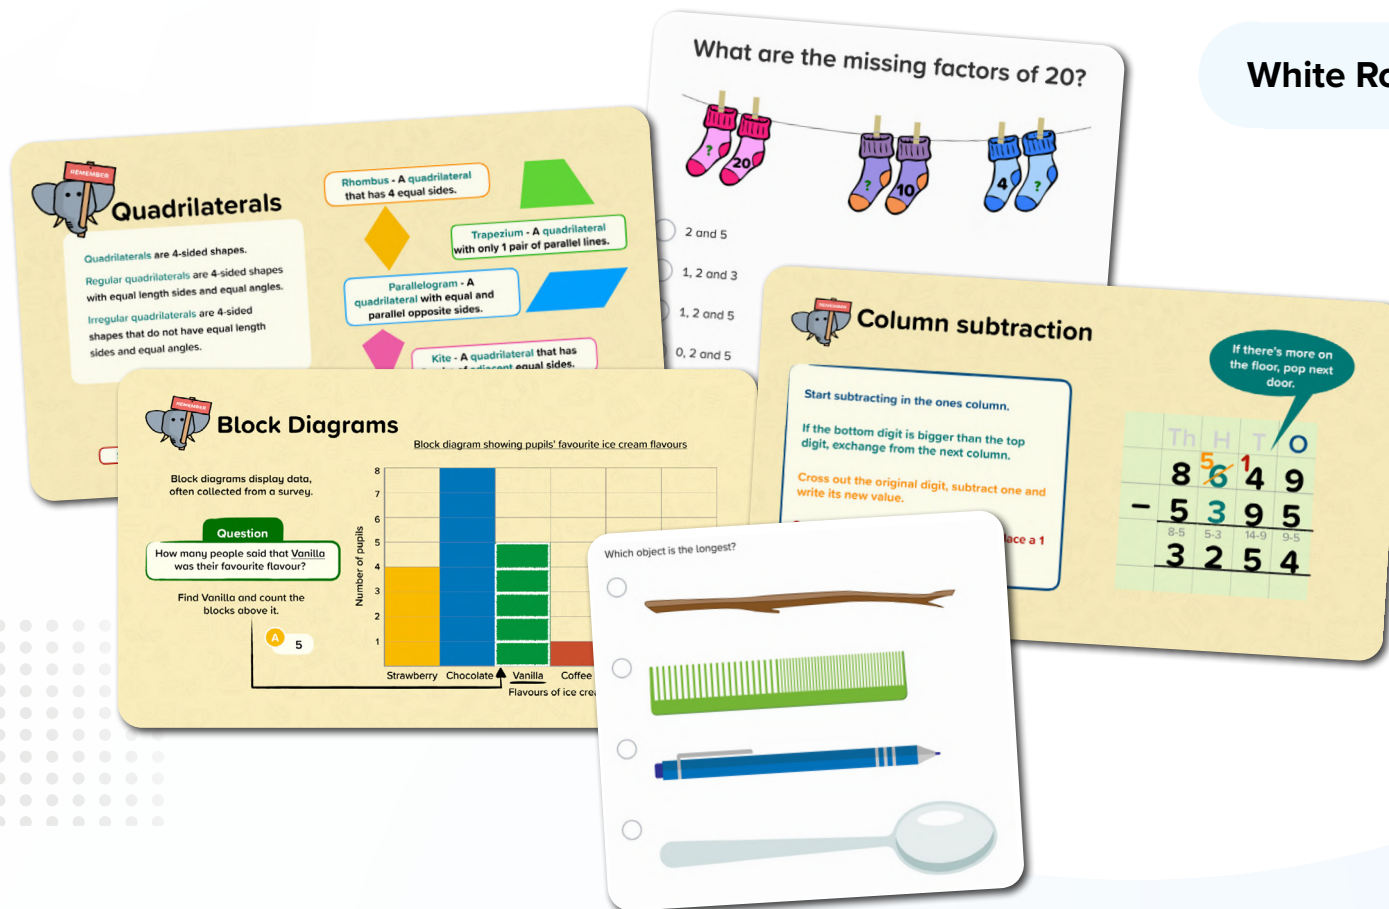 What are the missing factors of 20?
?
20
?
10
4
?
2 and 5
1, 2 and 3
1, 2 and 5
0, 2 and 5
White
REMEMBER
Quadrilaterals
Quadrilaterals are 4-sided shapes.
Regular quadrilaterals are 4-sided shapes
with equal length sides and equal angles.
Irregular quadrilaterals are 4-sided
shapes that do not have equal length
sides and equal angles.
Rhombus - A quadrilateral
that has 4 equal sides.
Trapezium - A quadrilateral
with only 1 pair of parallel lines.
Parallelogram - A
quadrilateral with equal and
parallel opposite sides.
Kite - A quadrilateral that has
adjacent equal sides.
REMEMBER
Column subtraction
Start subtracting in the ones column.
If the bottom digit is bigger than the top
digit, exchange from the next column.
Cross out the original digit, subtract one and
write its new value.
a 1
If there's more on
the floor, pop next
door.
Th H T O
5 1
8 6 4 9
− 5 3 9 5
8-5 5-3 14-9 9-5
3 2 5 4
REMEMBER
Block Diagrams
Block diagrams display data,
often collected from a survey.
Question
How many people said that Vanilla
was their favourite flavour?
Find Vanilla and count the
blocks above it.
A
5
Block diagram showing pupils' favourite ice cream flavours
Number of pupils
8
7
6
5
4
3
2
1
Strawberry Chocolate Vanilla Coffee
Flavours of ice
Which object is the longest?